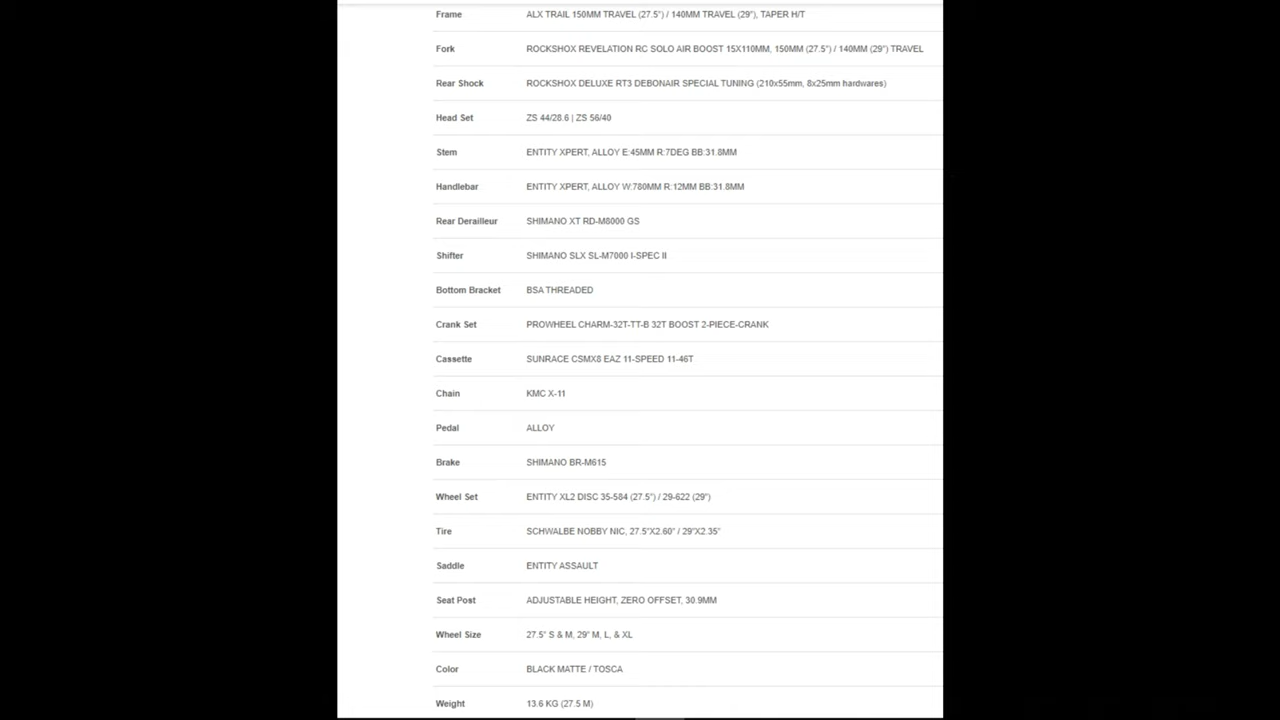 Frame ALX TRAIL 150MM TRAVEL (27.5") / 140MM TRAVEL (29"), TAPER H/T
Fork ROCKSHOX REVELATION RC SOLO AIR BOOST 15X110MM, 150MM (27.5") / 140MM (29") TRAVEL
Rear Shock ROCKSHOX DELUXE RT3 DEBONAIR SPECIAL TUNING (210x55mm, 8x25mm hardwares)
Head Set ZS 44/28.6 | ZS 56/40
Stem ENTITY XPERT, ALLOY E:45MM R:7DEG BB:31.8MM
Handlebar ENTITY XPERT, ALLOY W:780MM R:12MM BB:31.8MM
Rear Derailleur SHIMANO XT RD-M8000 GS
Shifter SHIMANO SLX SL-M7000 I-SPEC II
Bottom Bracket BSA THREADED
Crank Set PROWHEEL CHARM-32T-TT-B 32T BOOST 2-PIECE-CRANK
Cassette SUNRACE CSMX8 EAZ 11-SPEED 11-46T
Chain KMC X-11
Pedal ALLOY
Brake SHIMANO BR-M615
Wheel Set ENTITY XL2 DISC 35-584 (27.5") / 29-622 (29")
Tire SCHWALBE NOBBY NIC, 27.5"X2.60" / 29"X2.35"
Saddle ENTITY ASSAULT
Seat Post ADJUSTABLE HEIGHT, ZERO OFFSET, 30.9MM
Wheel Size 27.5" S & M, 29" M, L, & XL
Color BLACK MATTE / TOSCA
Weight 13.6 KG (27.5 M)